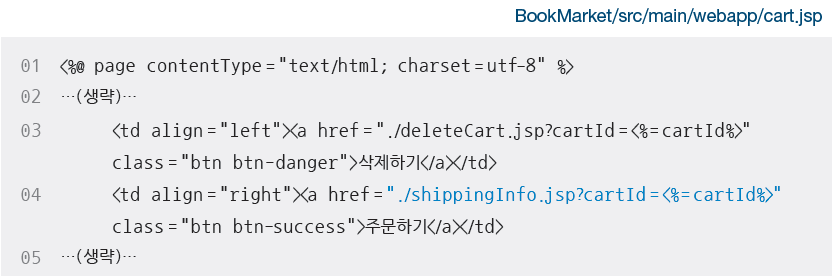 BookMarket/src/main/webapp/cart.jsp
01 <%@ page contentType="text/html; charset=utf-8" %>
02 …(생략)…
03 <td align="left"><a href="./deleteCart.jsp?cartId=<%=cartId%>"
class="btn btn-danger">삭제하기</a></td>
04 <td align="right"><a href="./shippingInfo.jsp?cartId=<%=cartId%>"
class="btn btn-success">주문하기</a></td>
05 …(생략)…